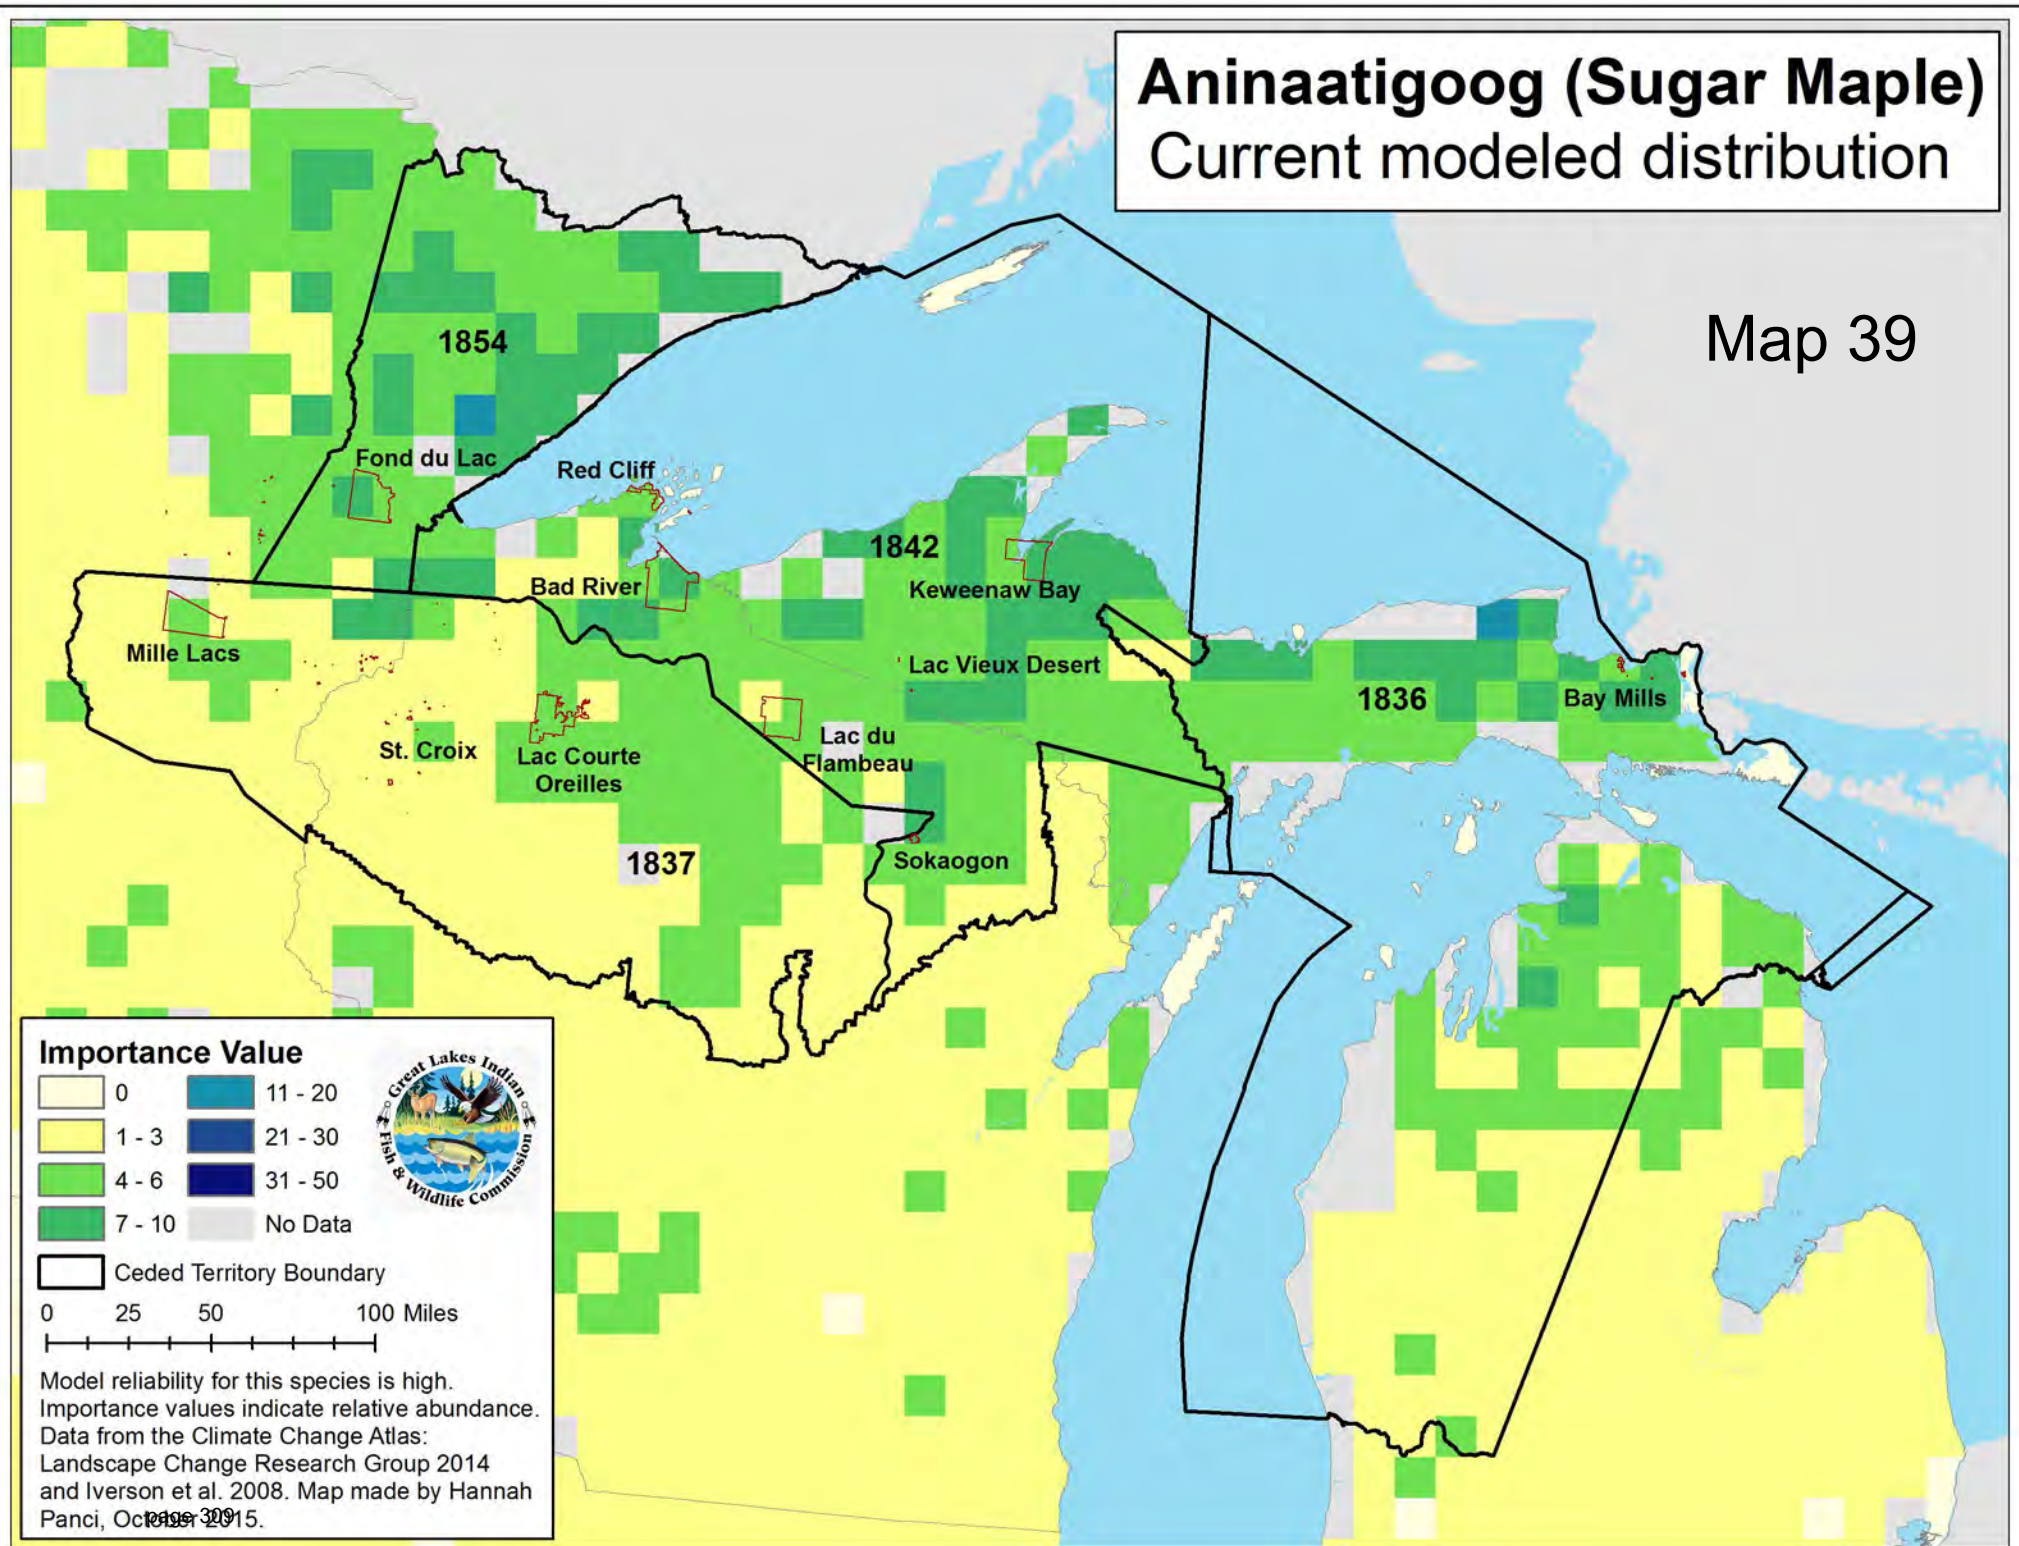 Aninaatigoog (Sugar Maple)
Current modeled distribution
Map 39
1854
Fond du Lac
Red Cliff
1842
Bad River
Keweenaw Bay
Mille Lacs
Lac Vieux Desert
1836
Bay Mills
St. Croix
Lac Courte
Oreilles
Lac du
Flambeau
1837
Sokaogon
Importance Value
0
1 - 3
4 - 6
7 - 10
11 - 20
21 - 30
31 - 50
No Data
Great Lakes Indian
Fish & Wildlife Commission
Ceded Territory Boundary
0 25 50 100 Miles
Model reliability for this species is high.
Importance values indicate relative abundance.
Data from the Climate Change Atlas:
Landscape Change Research Group 2014
and Iverson et al. 2008. Map made by Hannah
Panci, October 2015.
page 309